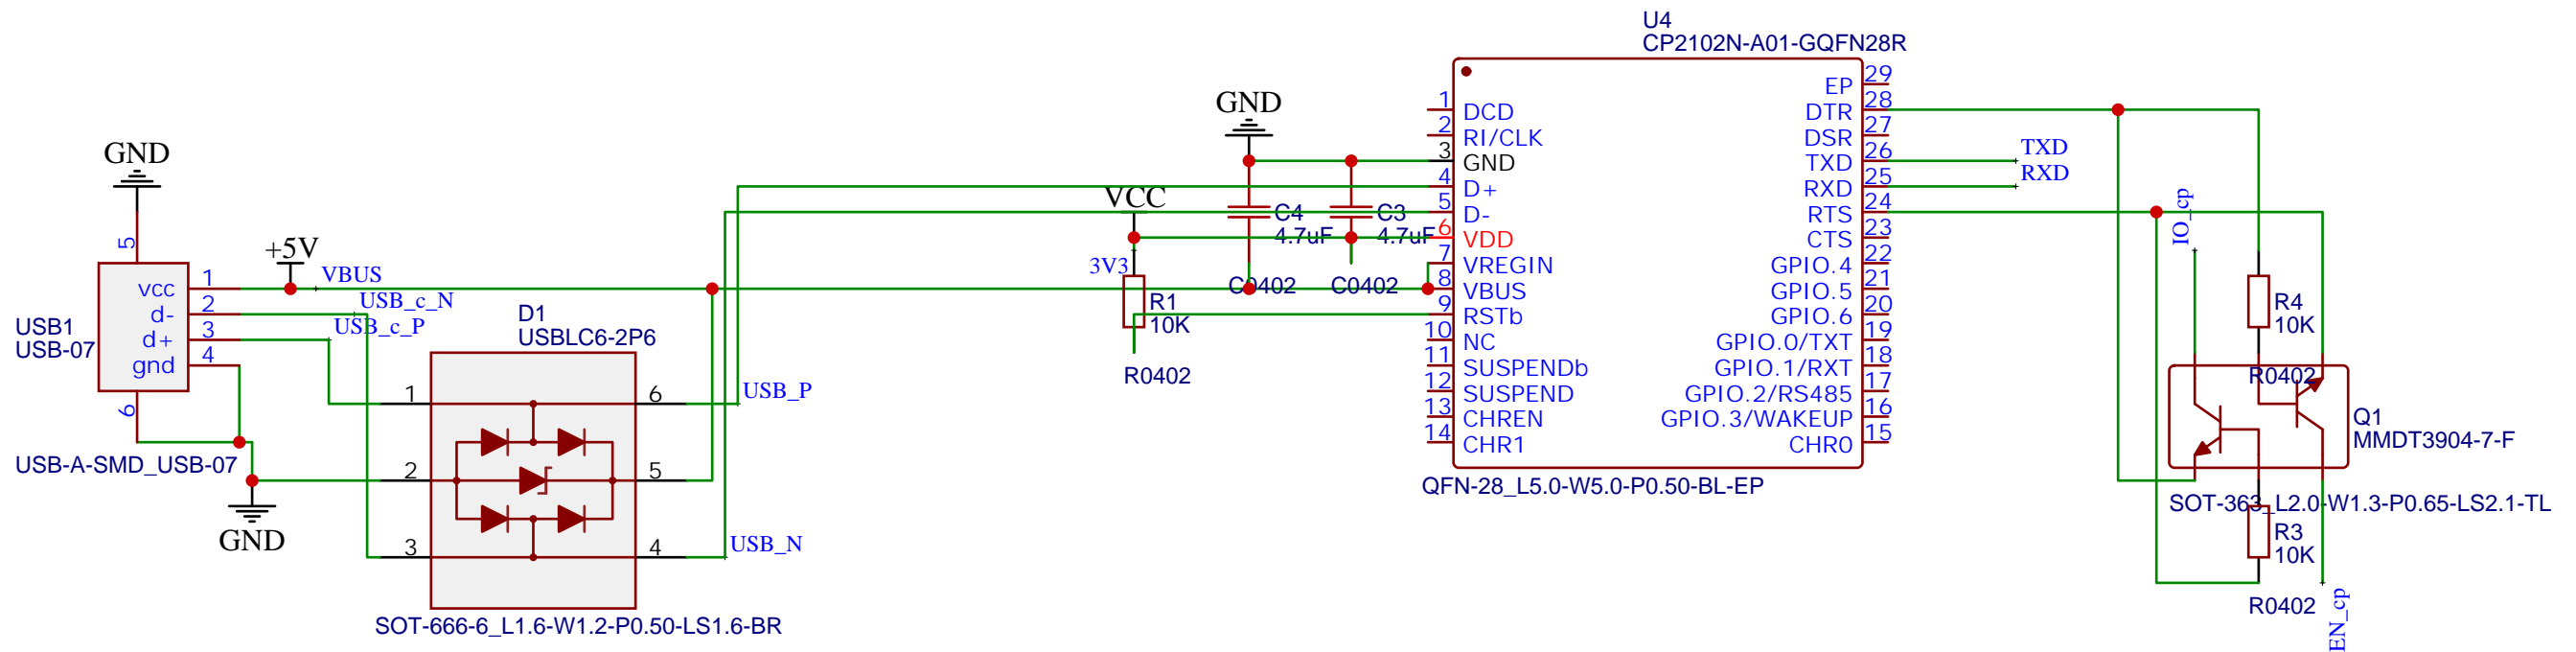 GND
5
vcc
d-
d+
gnd
1
2
3
4
6
USB1
USB-07
USB-A-SMD_USB-07
+5V
VBUS
USB_c_N
USB_c_P
GND
D1
USBLC6-2P6
1
2
3
6
5
4
USB_P
USB_N
SOT-666-6_L1.6-W1.2-P0.50-LS1.6-BR
GND
VCC
3V3
R1
10K
R0402
C4
4.7uF
C0402
C3
4.7uF
C0402
U4
CP2102N-A01-GQFN28R
1 DCD
2 RI/CLK
3 GND
4 D+
5 D-
6 VDD
7 VREGIN
8 VBUS
9 RSTb
10 NC
11 SUSPENDb
12 SUSPEND
13 CHREN
14 CHR1
EP 29
DTR 28
DSR 27
TXD 26
RXD 25
RTS 24
CTS 23
GPIO.4 22
GPIO.5 21
GPIO.6 20
GPIO.0/TXT 19
GPIO.1/RXT 18
GPIO.2/RS485 17
GPIO.3/WAKEUP 16
CHR0 15
QFN-28_L5.0-W5.0-P0.50-BL-EP
TXD
RXD
IO_cp
R4
10K
R0402
Q1
MMDT3904-7-F
SOT-363_L2.0-W1.3-P0.65-LS2.1-TL
R3
10K
R0402
EN_cp